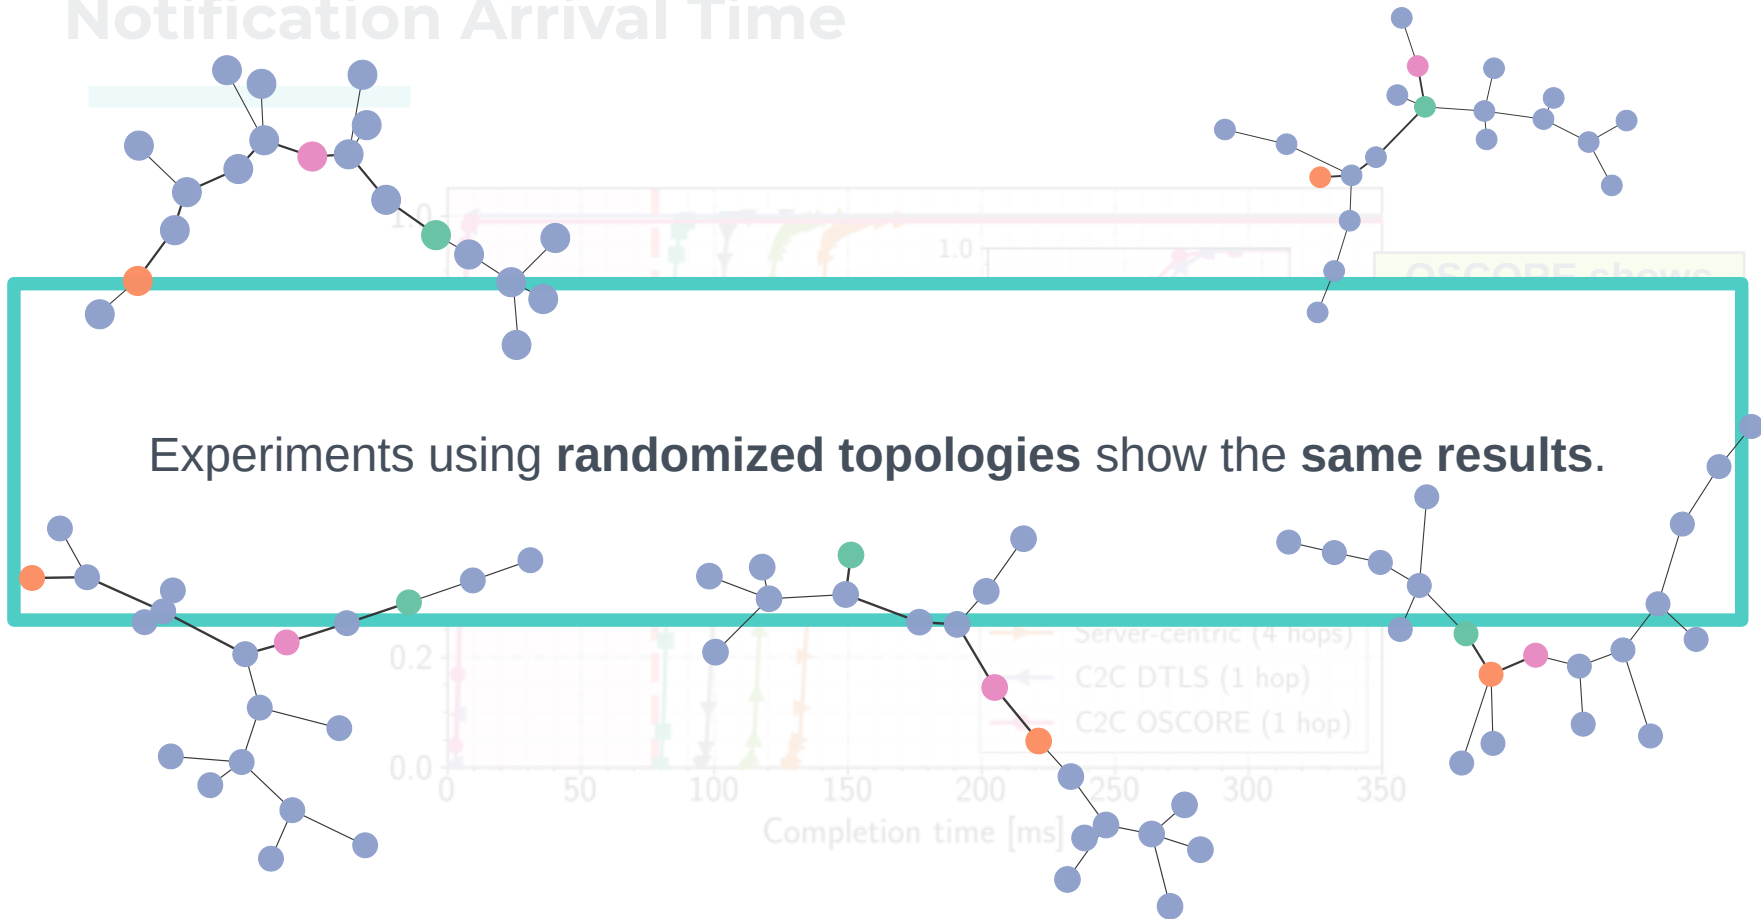 Notification Arrival Time
1.0
1.0
OSCORE shows
Experiments using randomized topologies show the same results.
Server-centric (4 hops)
0.2
C2C DTLS (1 hop)
C2C OSCORE (1 hop)
0.0
0 50 100 150 200 250 300 350
Completion time [ms]